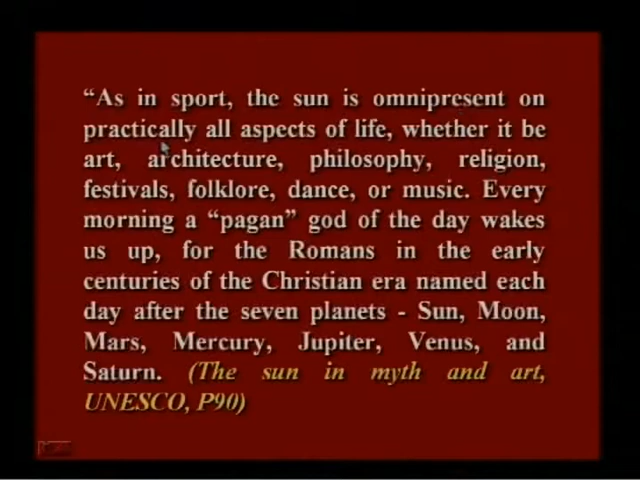 “As in sport, the sun is omnipresent on
practically all aspects of life, whether it be
art, architecture, philosophy, religion,
festivals, folklore, dance, or music. Every
morning a “pagan” god of the day wakes
us up, for the Romans in the early
centuries of the Christian era named each
day after the seven planets - Sun, Moon,
Mars, Mercury, Jupiter, Venus, and
Saturn. (The sun in myth and art,
UNESCO, P90)